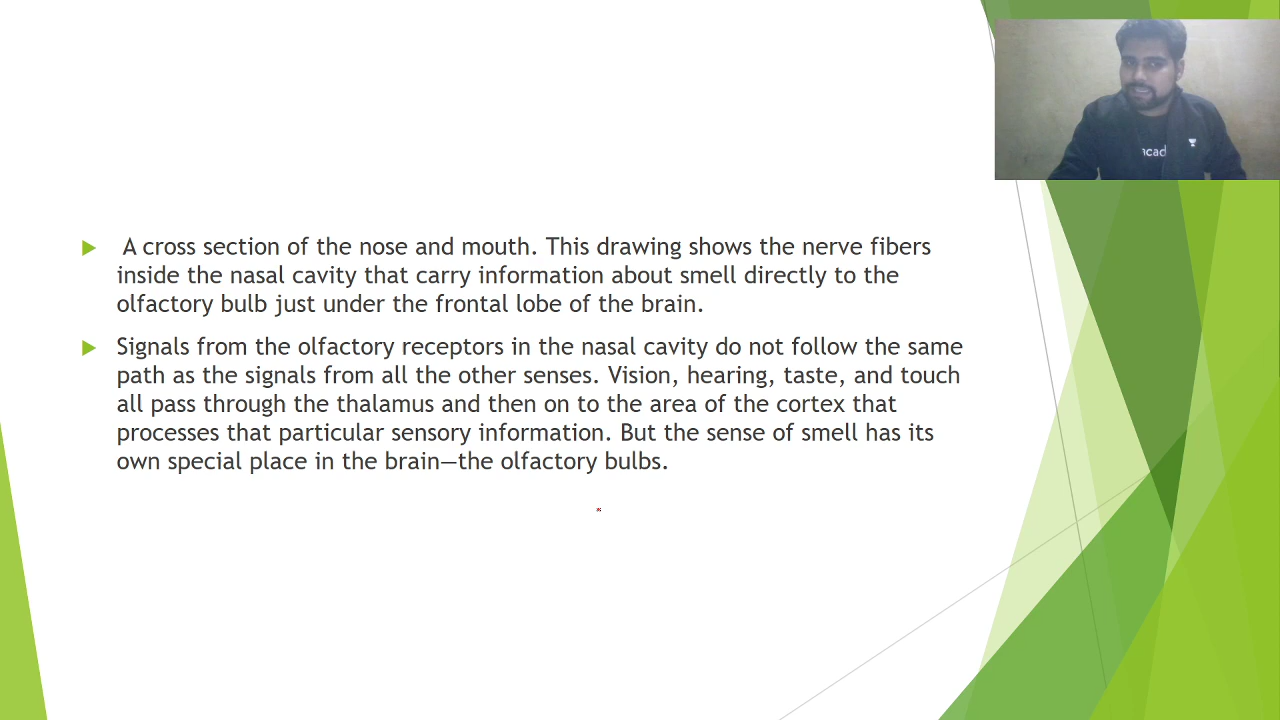 A cross section of the nose and mouth. This drawing shows the nerve fibers
inside the nasal cavity that carry information about smell directly to the
olfactory bulb just under the frontal lobe of the brain.
Signals from the olfactory receptors in the nasal cavity do not follow the same
path as the signals from all the other senses. Vision, hearing, taste, and touch
all pass through the thalamus and then on to the area of the cortex that
processes that particular sensory information. But the sense of smell has its
own special place in the brain—the olfactory bulbs.